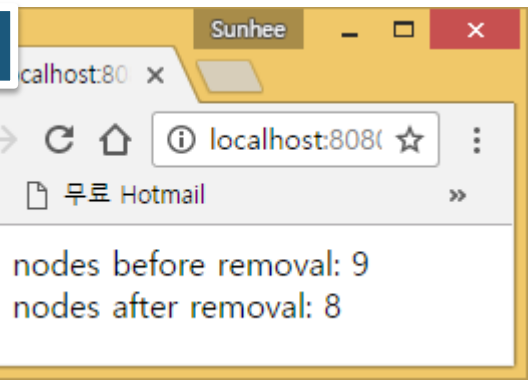 Sunhee
calhost:80
localhost:808
무료 Hotmail
nodes before removal: 9
nodes after removal: 8